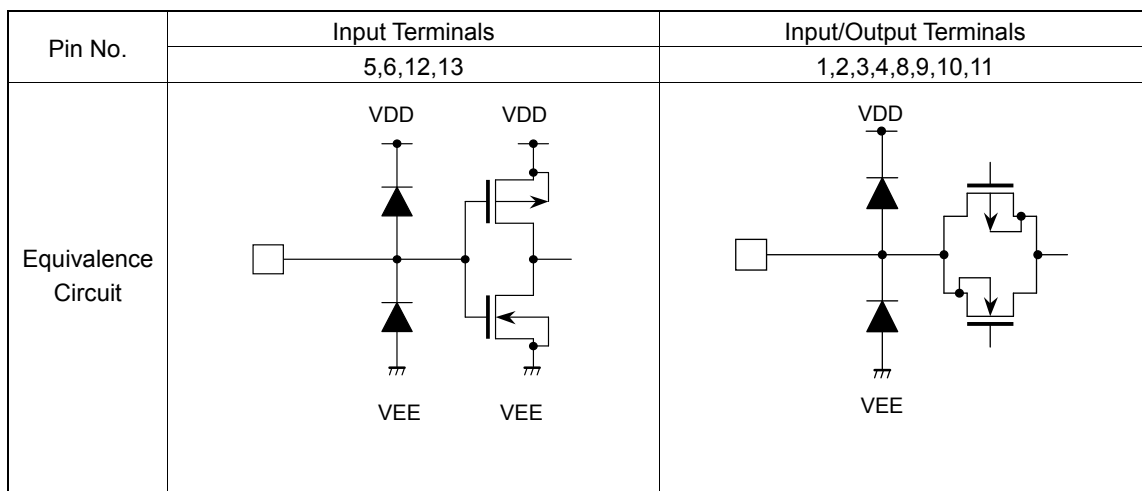 Pin No.
Input Terminals
Input/Output Terminals
5,6,12,13
1,2,3,4,8,9,10,11
Equivalence
Circuit
VDD
VDD
VEE
VEE
VDD
VEE